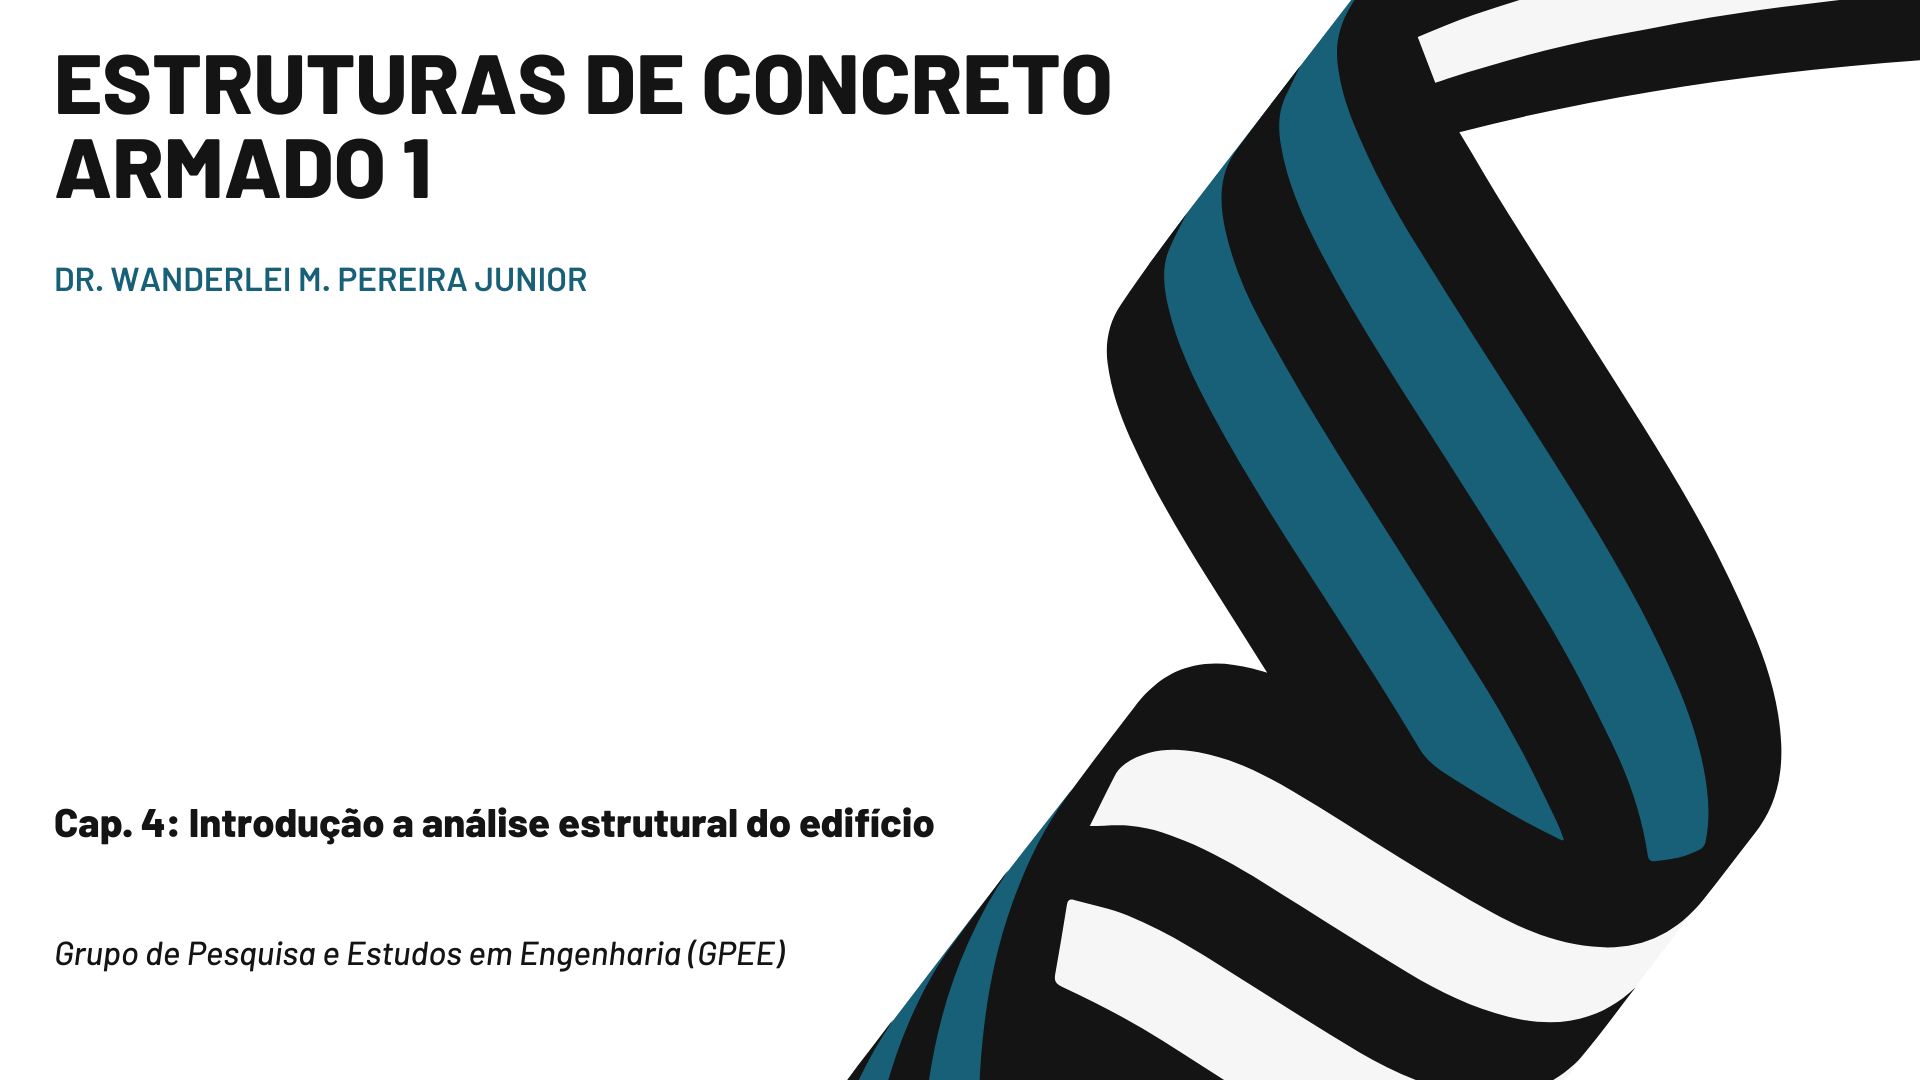 ESTRUTURAS DE CONCRETO
ARMADO 1
DR. WANDERLEI M. PEREIRA JUNIOR
Cap. 4: Introdução a análise estrutural do edifício
Grupo de Pesquisa e Estudos em Engenharia (GPEE)